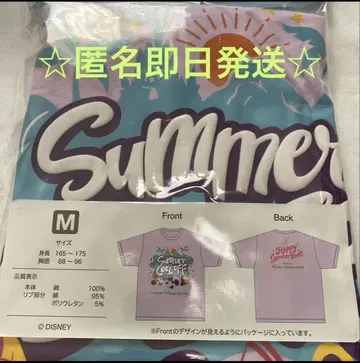 ☆匿名即日発送☆
Summer
M
サイズ
身長 165～175
胸囲 88～96
品質表示
本体 綿 100%
リブ部分 綿 95%
ポリウレタン 5%
© DISNEY
Front
Back
SUMMER
COOL OFF
※Frontのデザインが見えるようにパッケージに入っています。